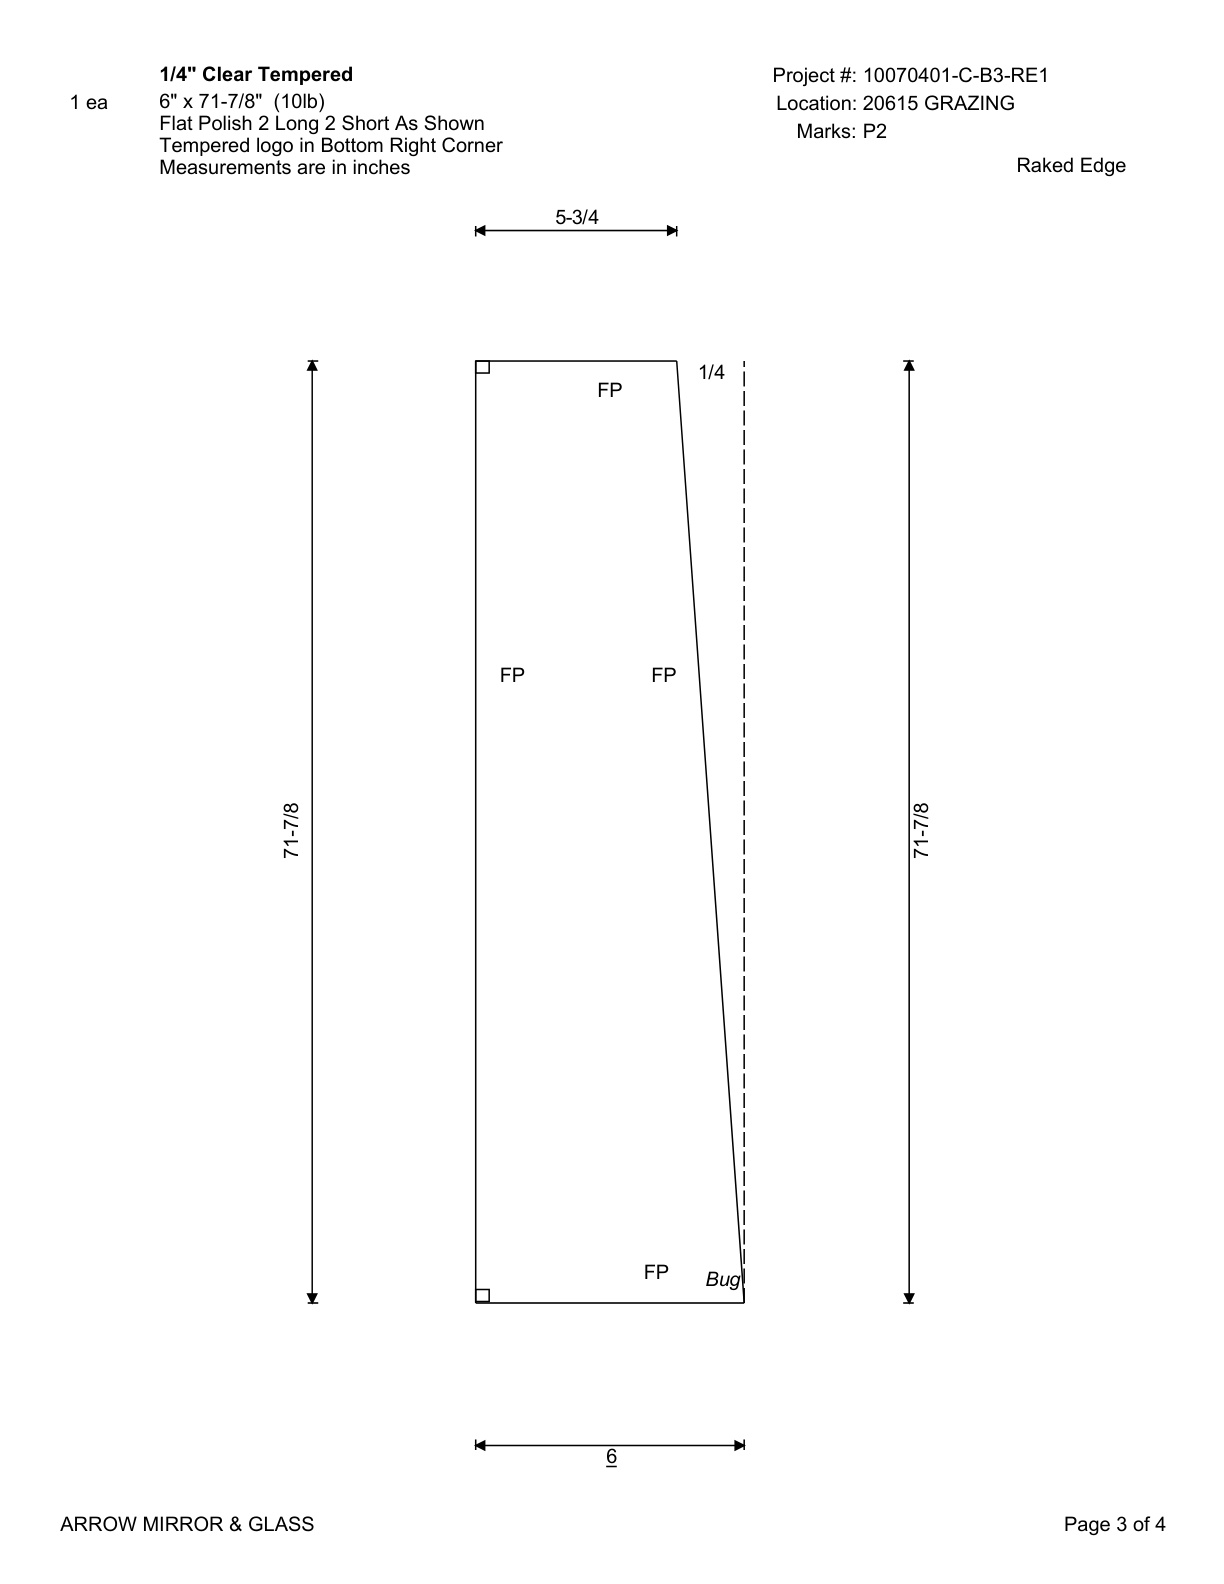 1/4" Clear Tempered
1 ea
6" x 71-7/8" (10lb)
Flat Polish 2 Long 2 Short As Shown
Tempered logo in Bottom Right Corner
Measurements are in inches
Project #: 10070401-C-B3-RE1
Location: 20615 GRAZING
Marks: P2
Raked Edge
5-3/4
1/4
FP
FP
FP
71-7/8
71-7/8
FP
Bug
6
ARROW MIRROR & GLASS
Page 3 of 4